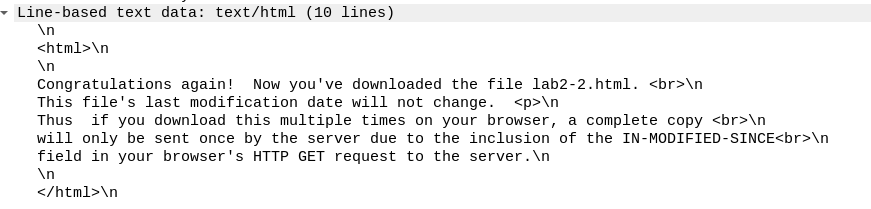 Line-based text data: text/html (10 lines)
\n
<html>\n
\n
Congratulations again!  Now you've downloaded the file lab2-2.html. <br>\n
This file's last modification date will not change.  <p>\n
Thus  if you download this multiple times on your browser, a complete copy <br>\n
will only be sent once by the server due to the inclusion of the IN-MODIFIED-SINCE<br>\n
field in your browser's HTTP GET request to the server.\n
\n
</html>\n